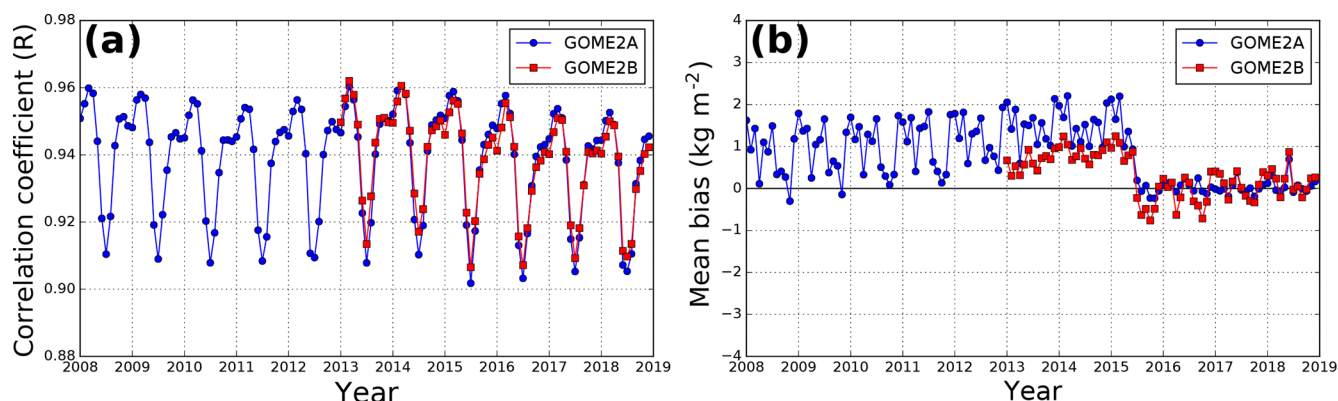 (a)
GOME2A
GOME2B
Correlation coefficient (R)
0.98
0.96
0.94
0.92
0.90
0.88
2008 2009 2010 2011 2012 2013 2014 2015 2016 2017 2018 2019
Year
(b)
GOME2A
GOME2B
Mean bias (kg m⁻²)
4
3
2
1
0
−1
−2
−3
−4
2008 2009 2010 2011 2012 2013 2014 2015 2016 2017 2018 2019
Year